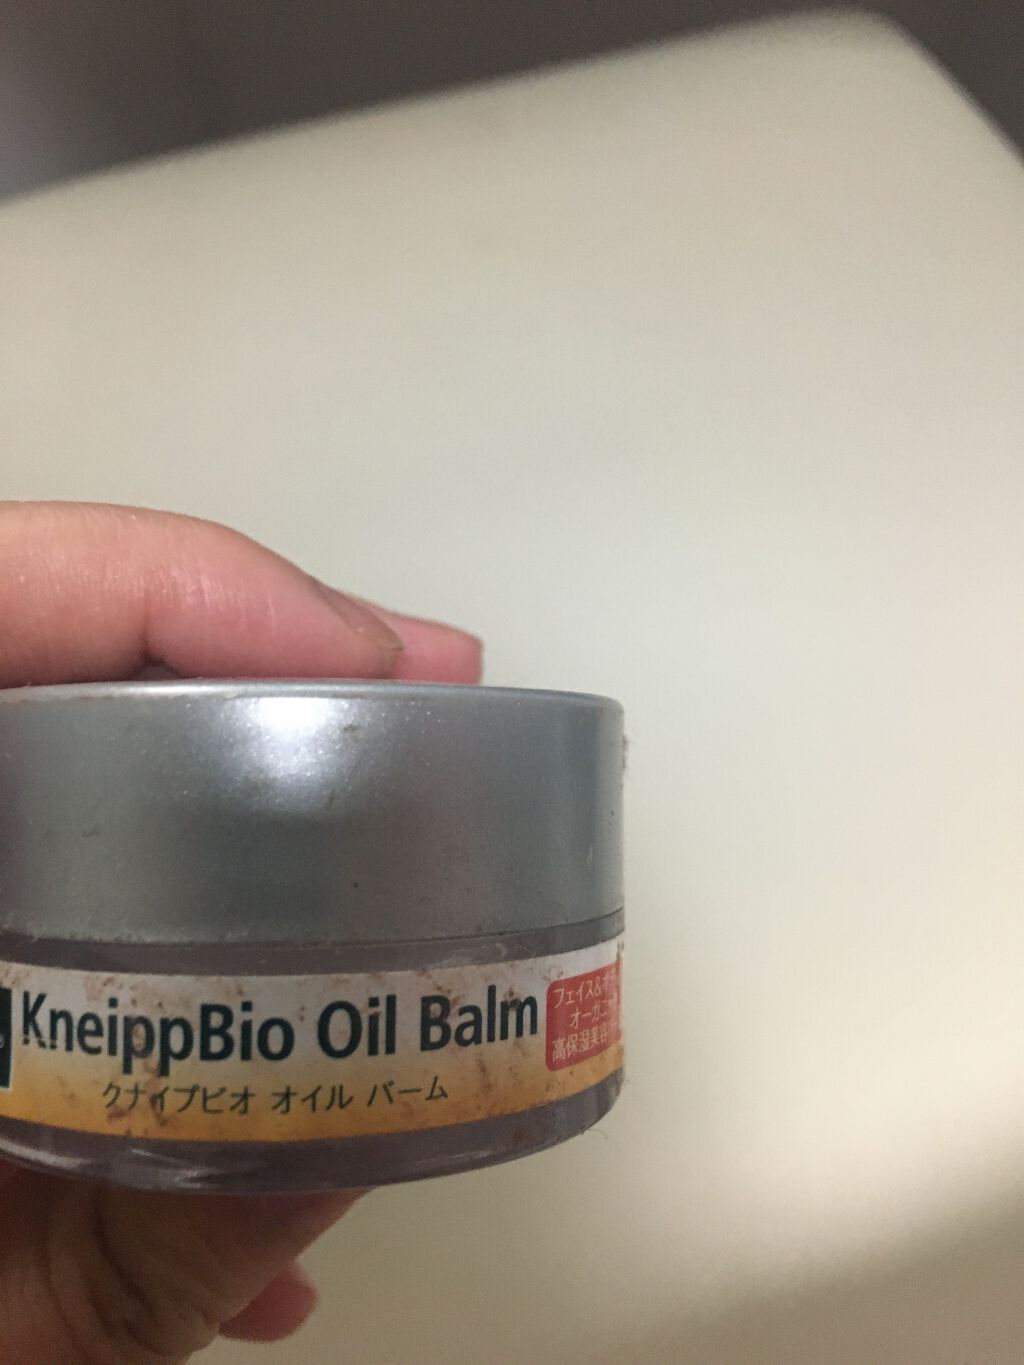 KneippBio Oil Balm
クナイプビオ オイル バーム
フェイス&ボデ
オーガニ
高保湿美容